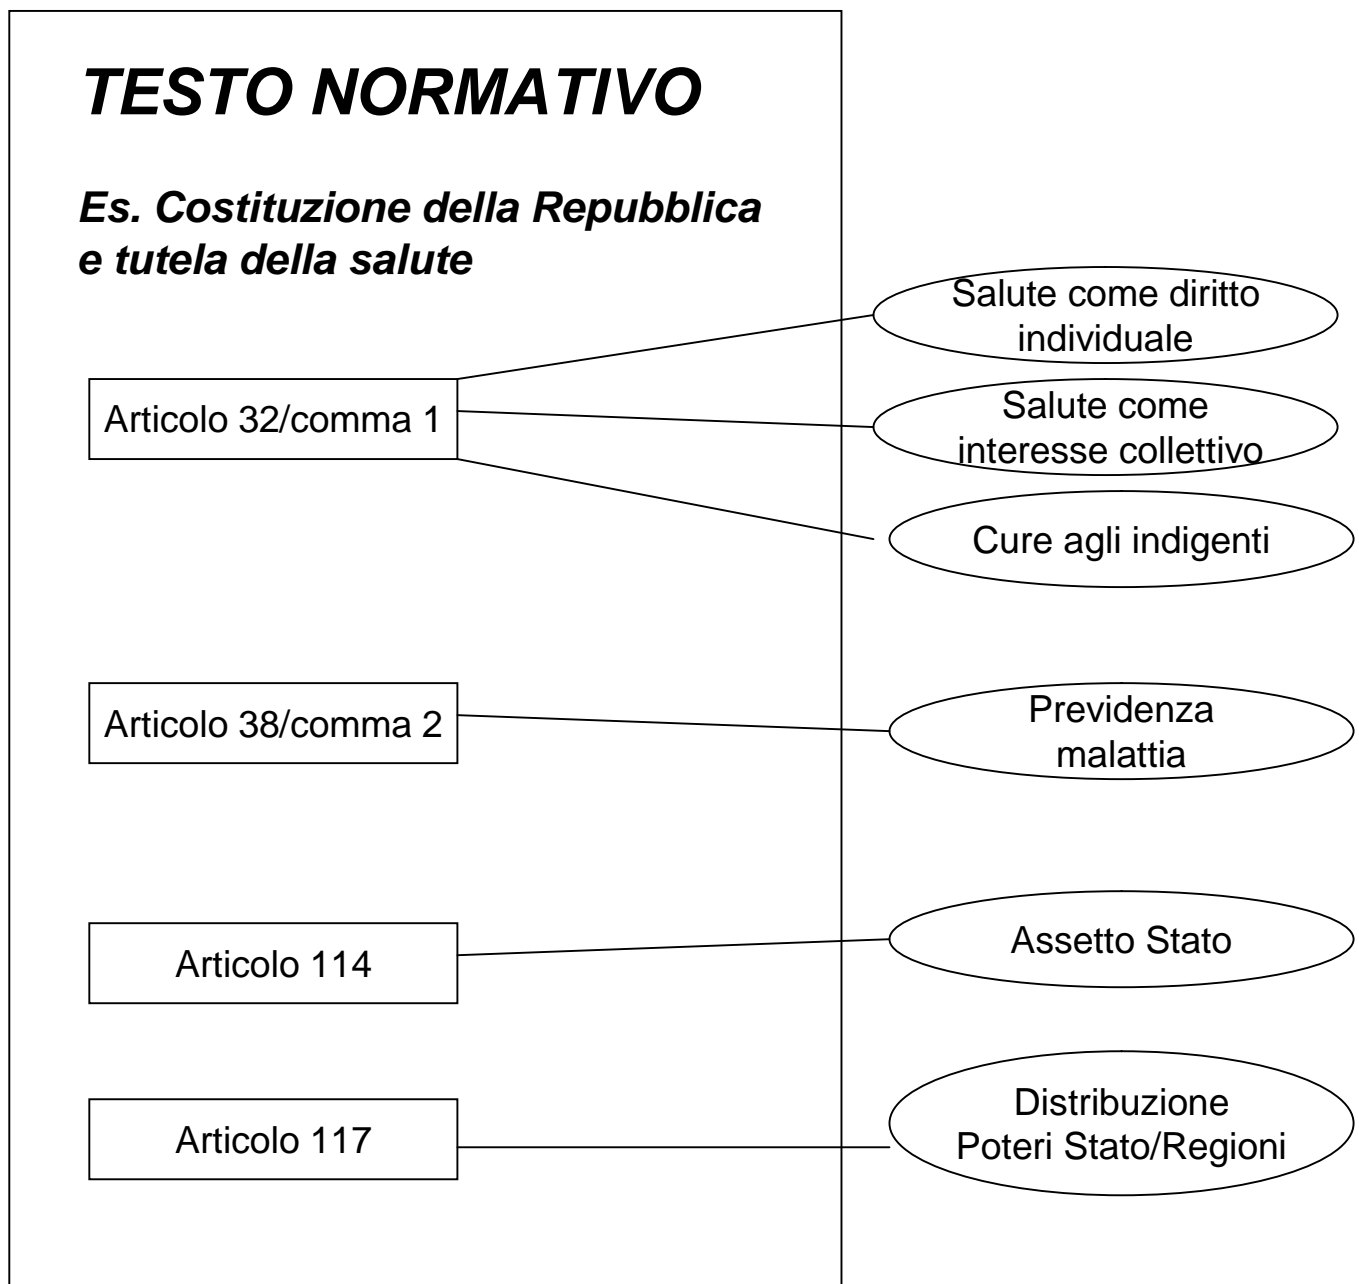 TESTO NORMATIVO
Es. Costituzione della Repubblica
e tutela della salute
Salute come diritto
individuale
Articolo 32/comma 1
Salute come
interesse collettivo
Cure agli indigenti
Articolo 38/comma 2
Previdenza
malattia
Articolo 114
Assetto Stato
Articolo 117
Distribuzione
Poteri Stato/Regioni